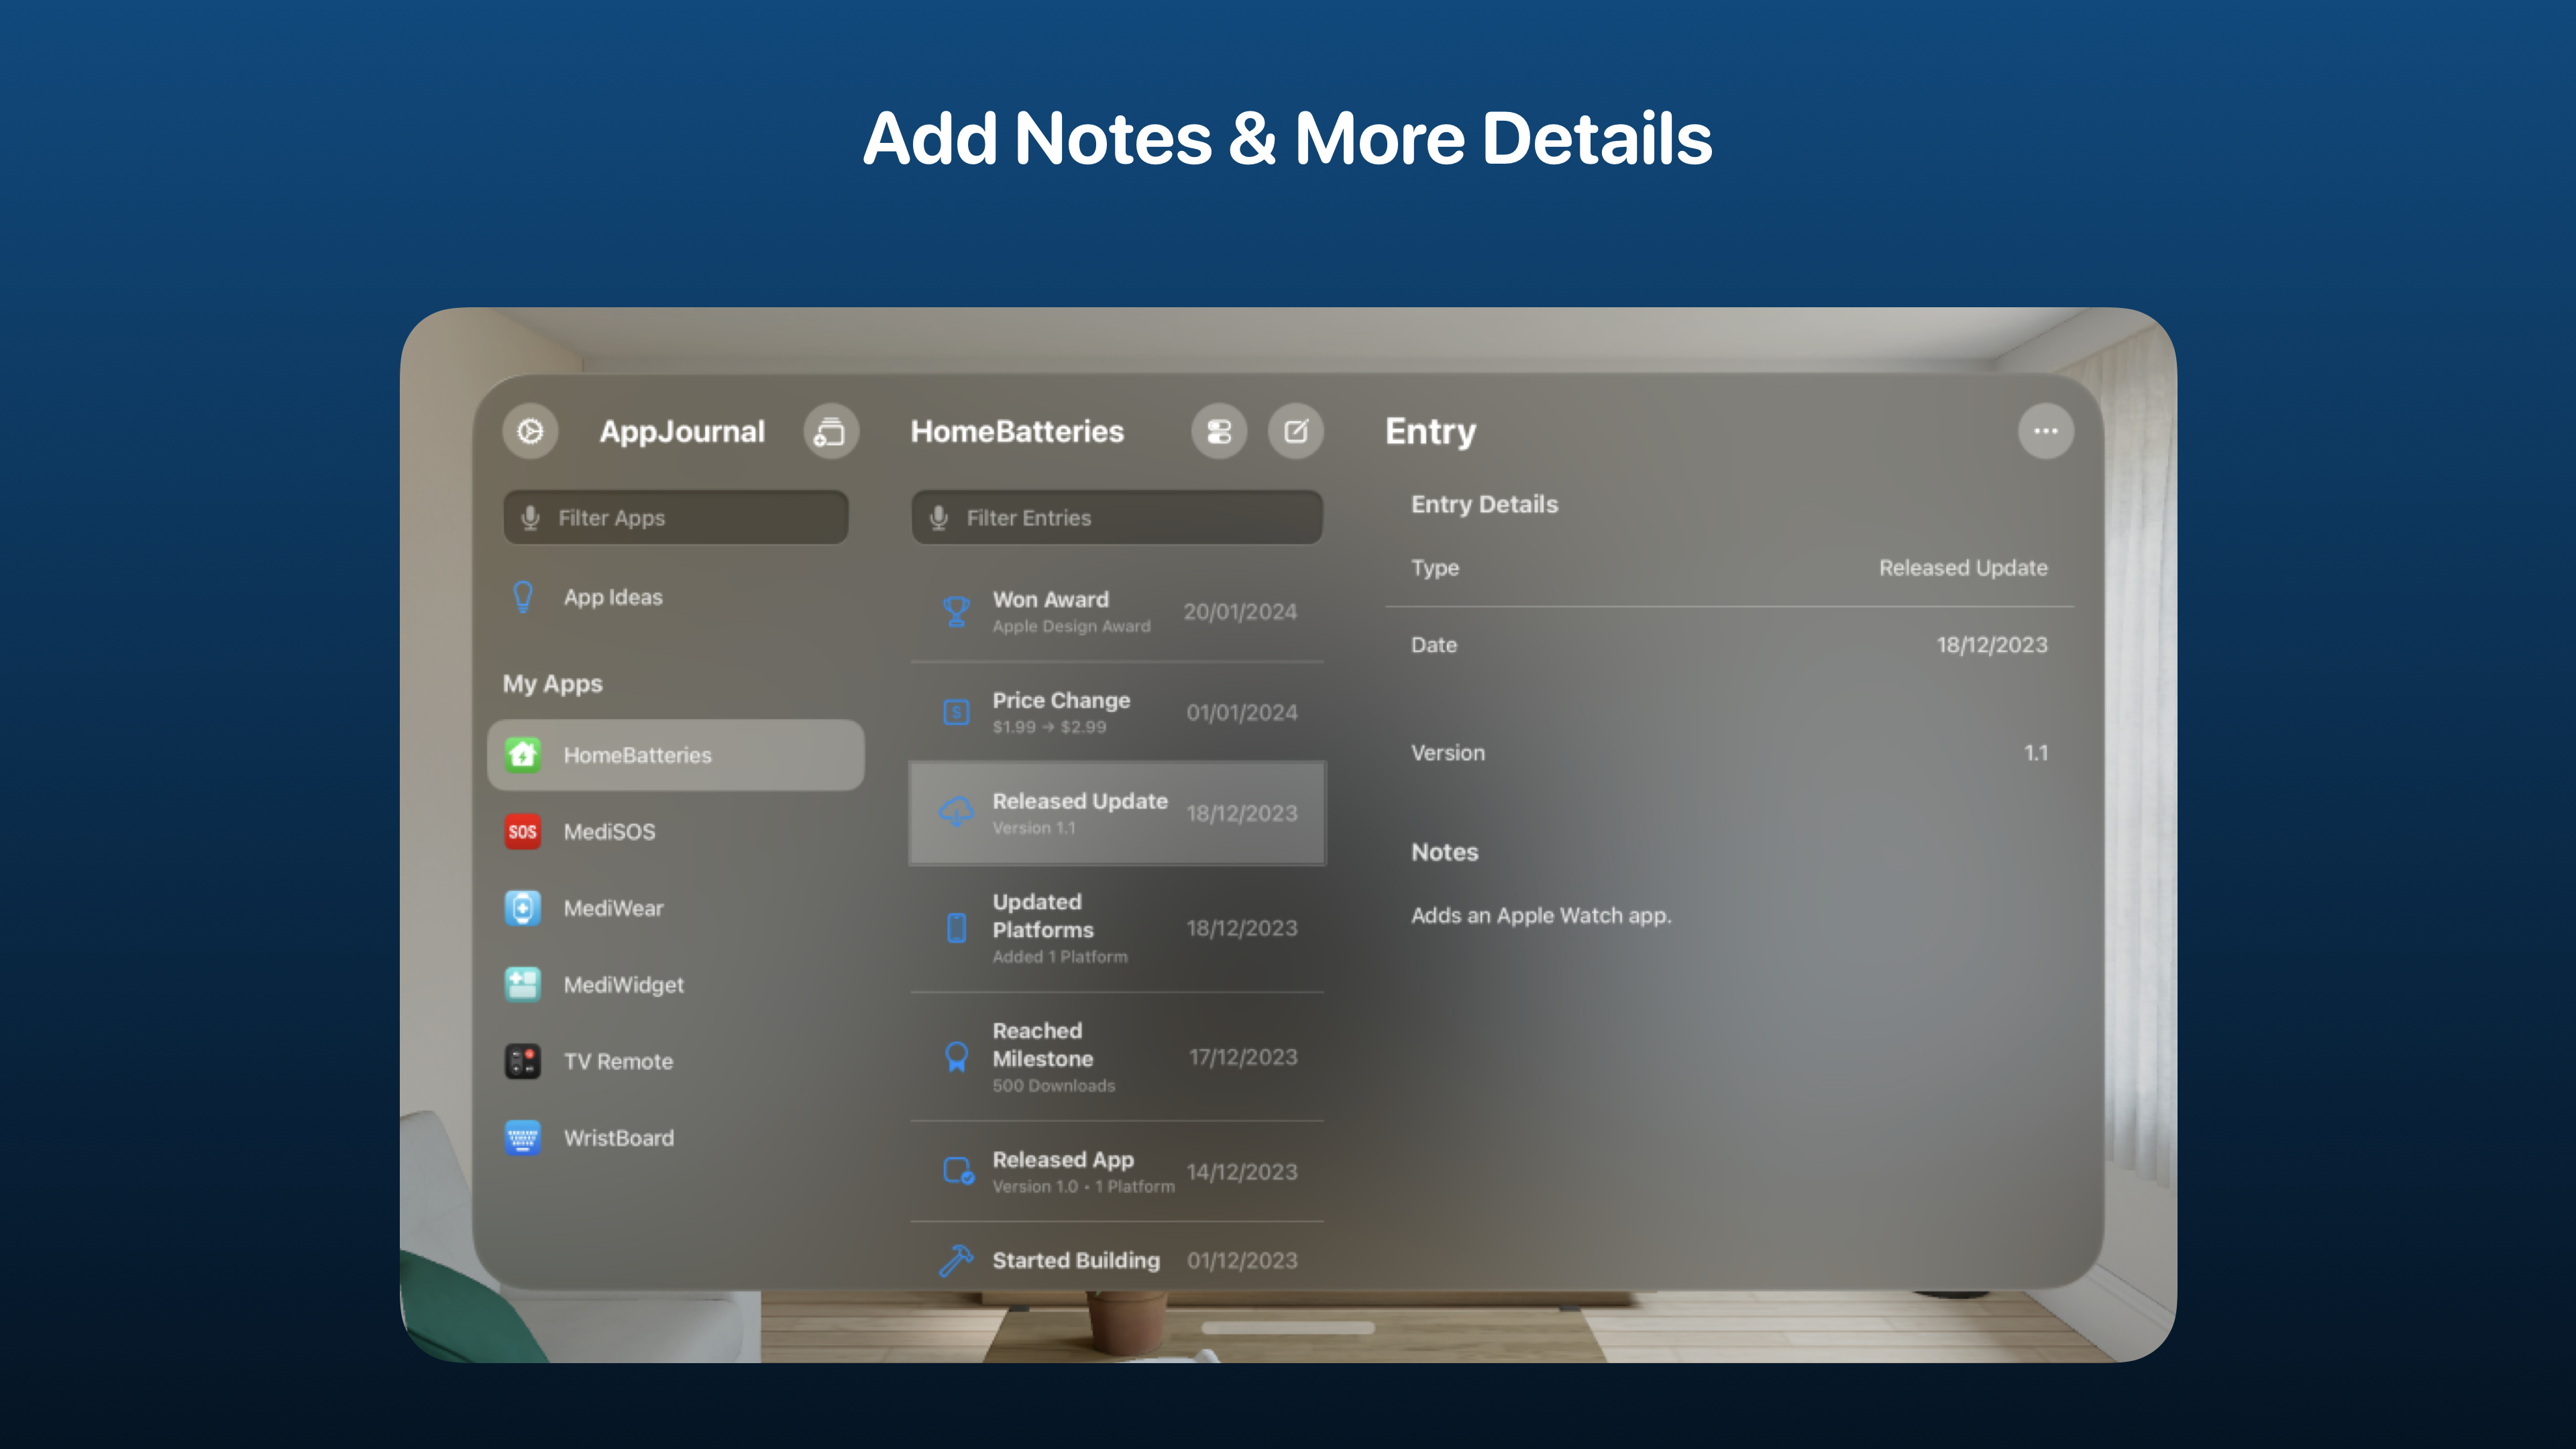 Add Notes & More Details
AppJournal
Filter Apps
App Ideas
My Apps
HomeBatteries
SOS
MediSOS
MediWear
MediWidget
TV Remote
WristBoard
HomeBatteries
Filter Entries
Won Award
Apple Design Award
20/01/2024
Price Change
$1.99 → $2.99
01/01/2024
Released Update
Version 1.1
18/12/2023
Updated
Platforms
Added 1 Platform
18/12/2023
Reached
Milestone
500 Downloads
17/12/2023
Released App
Version 1.0 • 1 Platform
14/12/2023
Started Building
01/12/2023
Entry
Entry Details
Type
Released Update
Date
18/12/2023
Version
1.1
Notes
Adds an Apple Watch app.